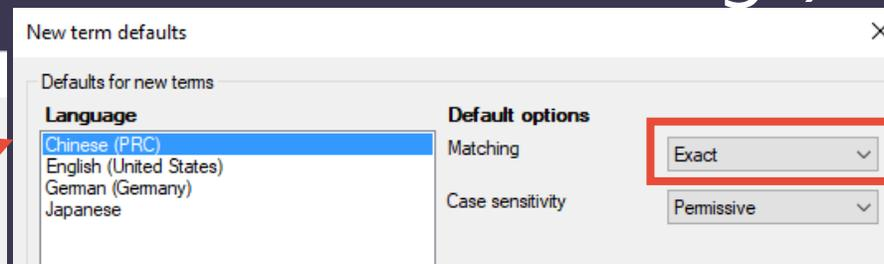 New term defaults
Defaults for new terms
Language
Default options
Chinese (PRC)
English (United States)
German (Germany)
Japanese
Matching
Exact
Case sensitivity
Permissive